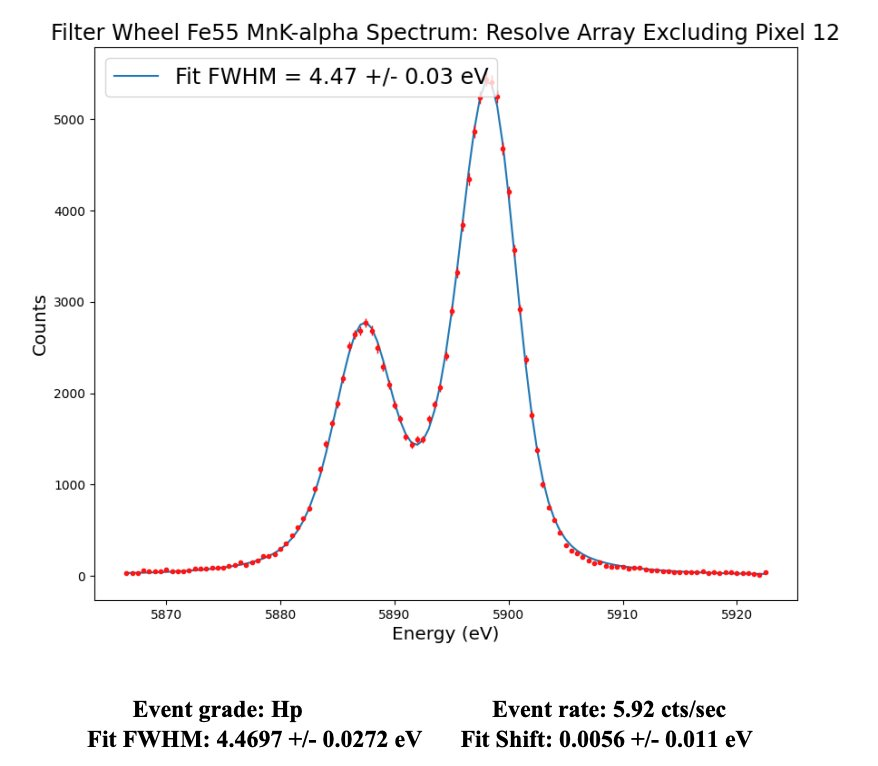 Filter Wheel Fe55 MnK-alpha Spectrum: Resolve Array Excluding Pixel 12
Fit FWHM = 4.47 +/- 0.03 eV
5000
4000
3000
2000
1000
0
Counts
5870 5880 5890 5900 5910 5920
Energy (eV)
Event grade: Hp Event rate: 5.92 cts/sec
Fit FWHM: 4.4697 +/- 0.0272 eV Fit Shift: 0.0056 +/- 0.011 eV